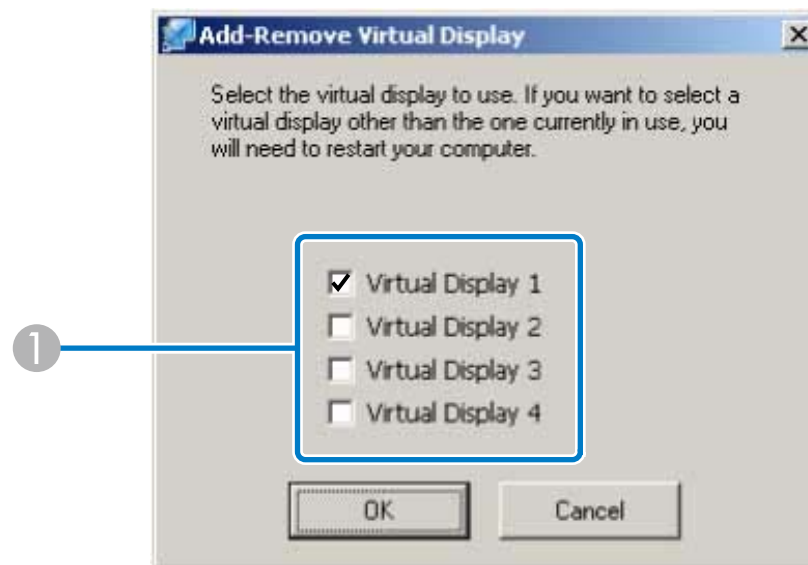 Add-Remove Virtual Display
Select the virtual display to use. If you want to select a
virtual display other than the one currently in use, you
will need to restart your computer.
1
Virtual Display 1
Virtual Display 2
Virtual Display 3
Virtual Display 4
OK
Cancel